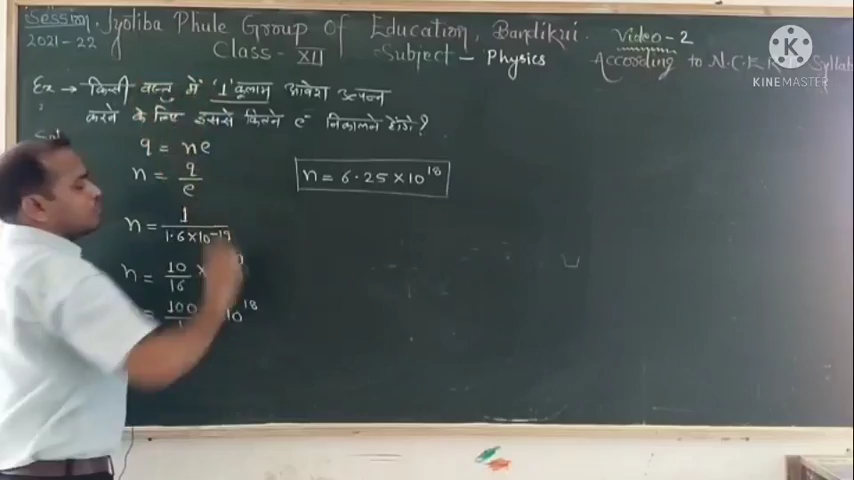 Session Jyotiba Phule Group of Education, Bandikui. Video-2
2021-22 Class-XII Subject- Physics According to N.C.E.R.T Syllab
KINEMASTER
Ex → किसी वस्तु में '1' कूलाम आवेश उत्पन्न
करने के लिए इससे कितने e⁻ निकालने होंगे?
q = ne
n = q/e
n = 6.25×10¹⁸
n = 1/1.6×10⁻¹⁹
n = 10/16 ×
= 100 10¹⁸